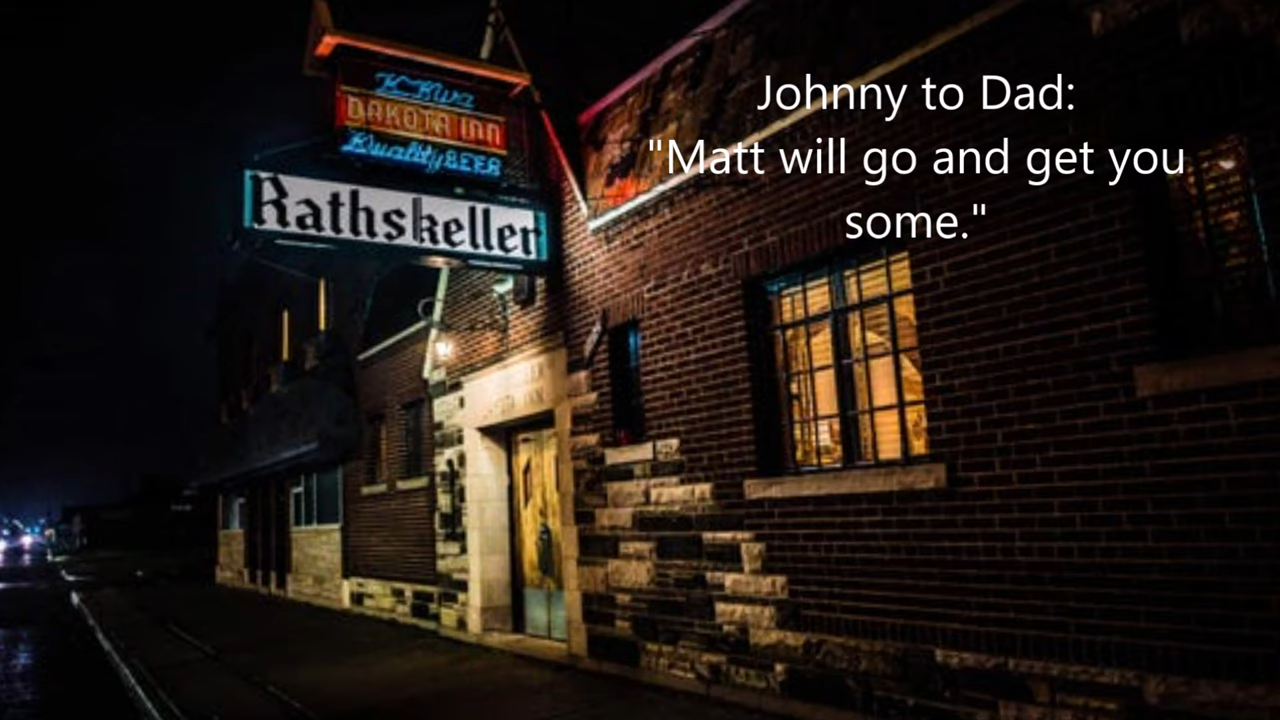 DAKOTA INN
Quality BEER
Rathskeller
Johnny to Dad:
"Matt will go and get you
some."